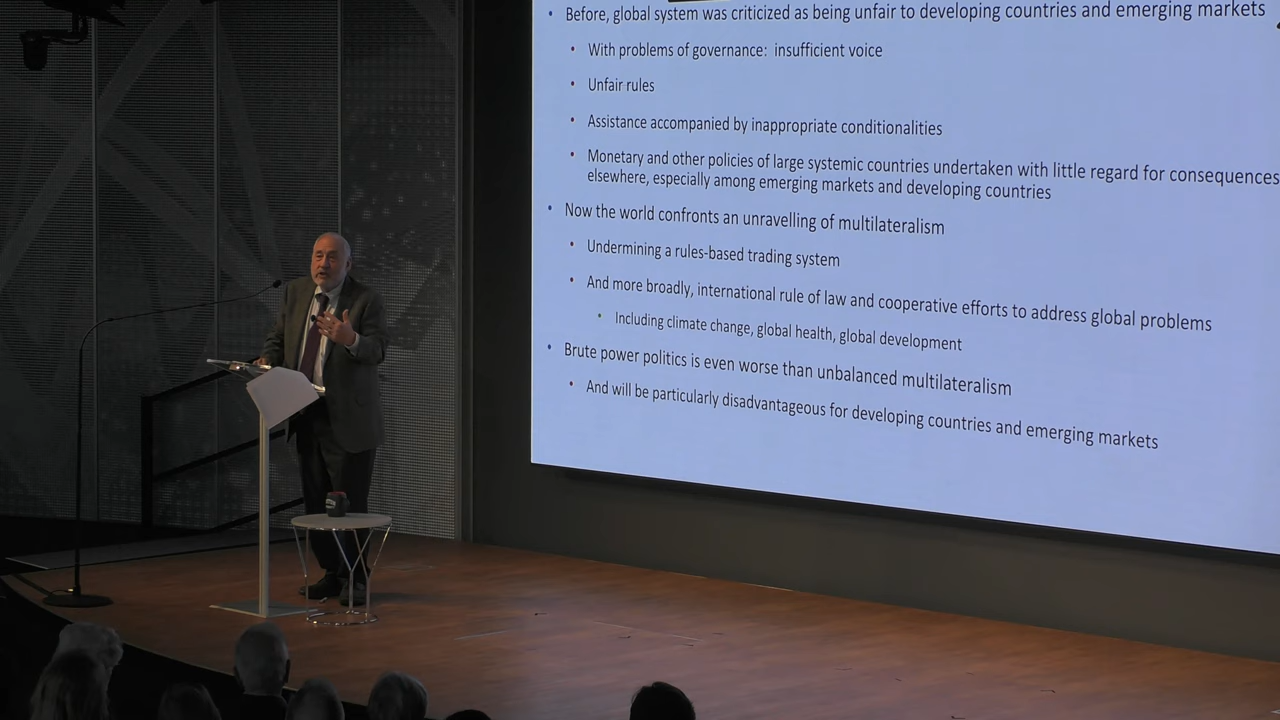 Before, global system was criticized as being unfair to developing countries and emerging markets
With problems of governance: insufficient voice
Unfair rules
Assistance accompanied by inappropriate conditionalities
Monetary and other policies of large systemic countries undertaken with little regard for consequences
elsewhere, especially among emerging markets and developing countries
Now the world confronts an unravelling of multilateralism
Undermining a rules-based trading system
And more broadly, international rule of law and cooperative efforts to address global problems
Including climate change, global health, global development
Brute power politics is even worse than unbalanced multilateralism
And will be particularly disadvantageous for developing countries and emerging markets